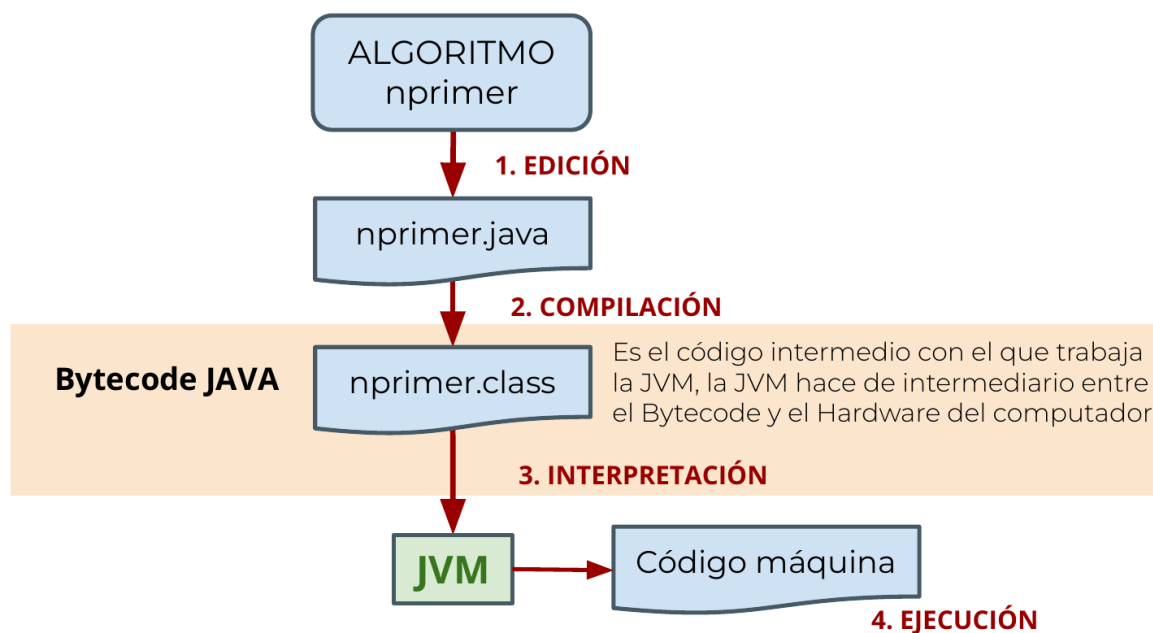 ALGORITMO
nprimer
1. EDICIÓN
nprimer.java
2. COMPILACIÓN
Bytecode JAVA
nprimer.class
Es el código intermedio con el que trabaja
la JVM, la JVM hace de intermediario entre
el Bytecode y el Hardware del computador
3. INTERPRETACIÓN
JVM
Código máquina
4. EJECUCIÓN